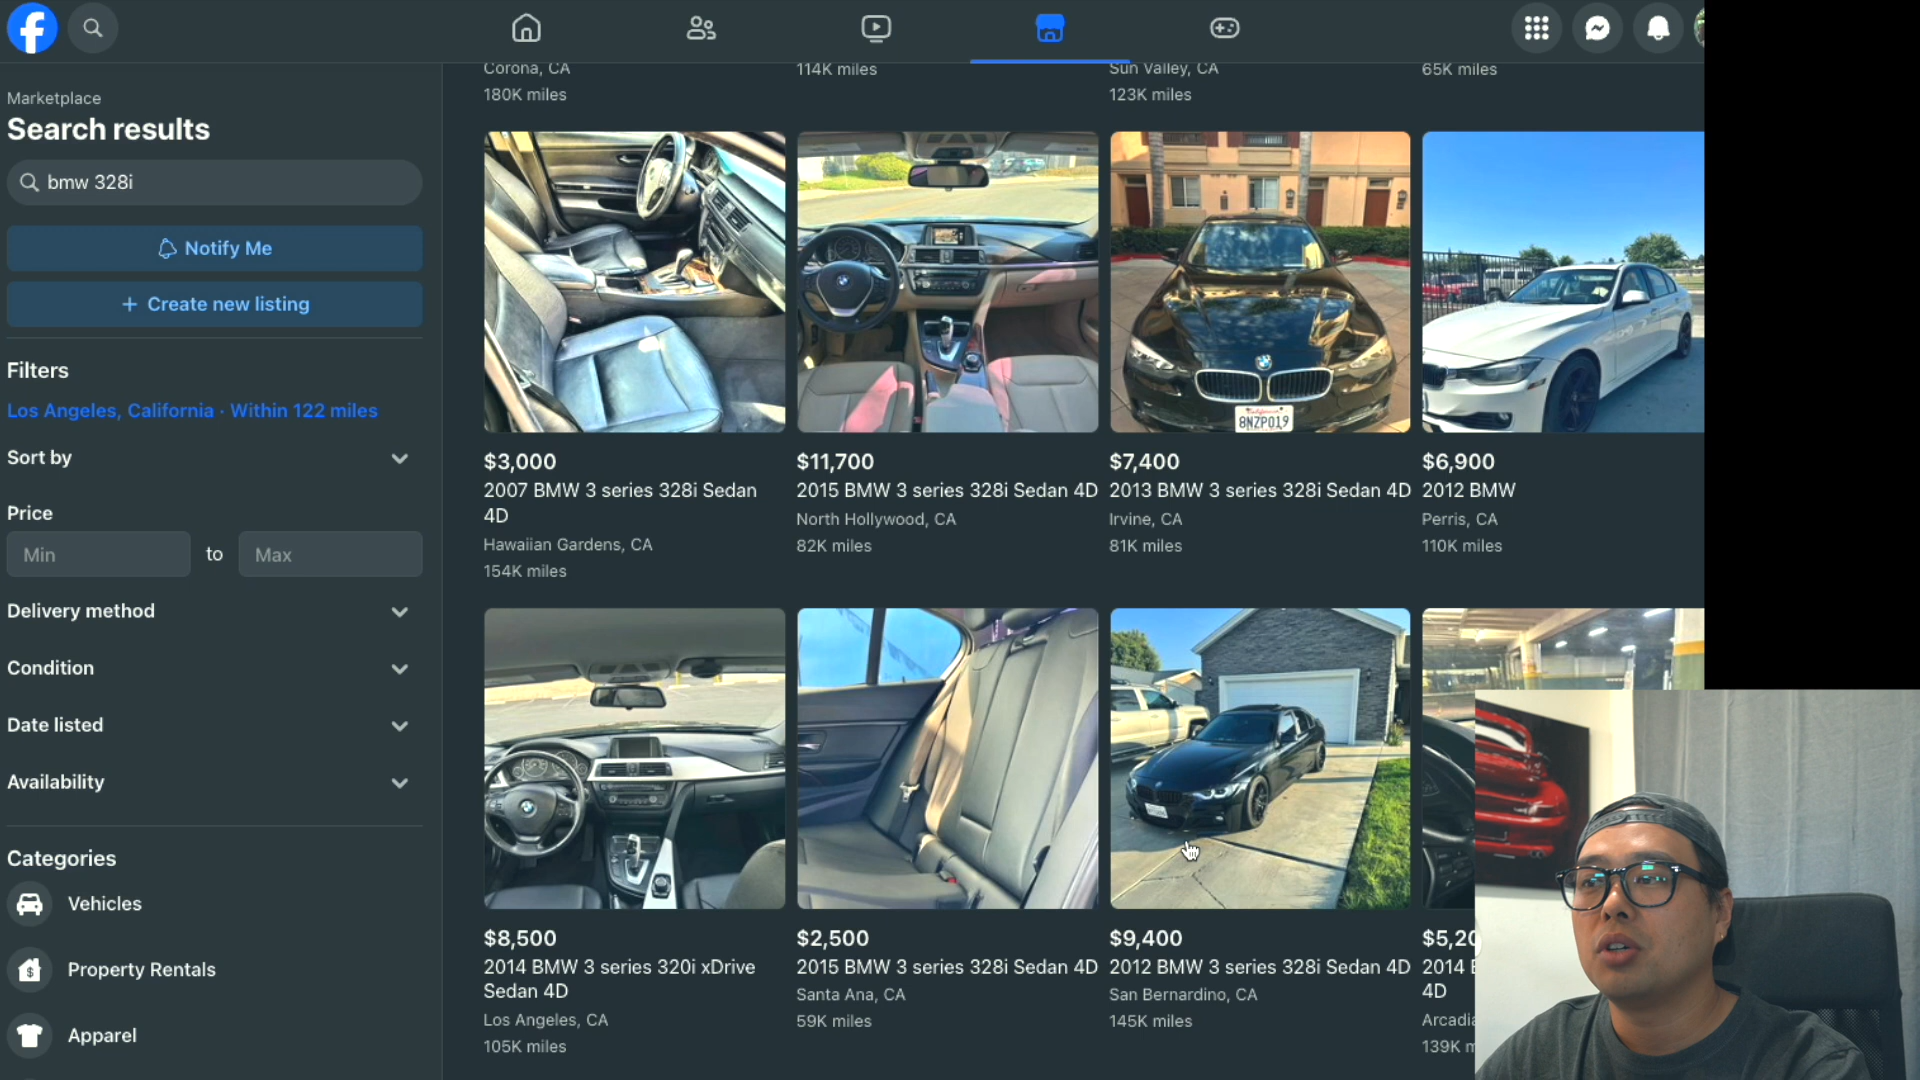 Marketplace
Search results
bmw 328i
Notify Me
+ Create new listing
Filters
Los Angeles, California · Within 122 miles
Sort by
Price
Min
to
Max
Delivery method
Condition
Date listed
Availability
Categories
Vehicles
Property Rentals
Apparel
Corona, CA
180K miles
114K miles
Sun Valley, CA
123K miles
65K miles
8NZP019
$3,000
2007 BMW 3 series 328i Sedan
4D
Hawaiian Gardens, CA
154K miles
$11,700
2015 BMW 3 series 328i Sedan 4D
North Hollywood, CA
82K miles
$7,400
2013 BMW 3 series 328i Sedan 4D
Irvine, CA
81K miles
$6,900
2012 BMW
Perris, CA
110K miles
$8,500
2014 BMW 3 series 320i xDrive
Sedan 4D
Los Angeles, CA
105K miles
$2,500
2015 BMW 3 series 328i Sedan 4D
Santa Ana, CA
59K miles
$9,400
2012 BMW 3 series 328i Sedan 4D
San Bernardino, CA
145K miles
2014
4D
139K